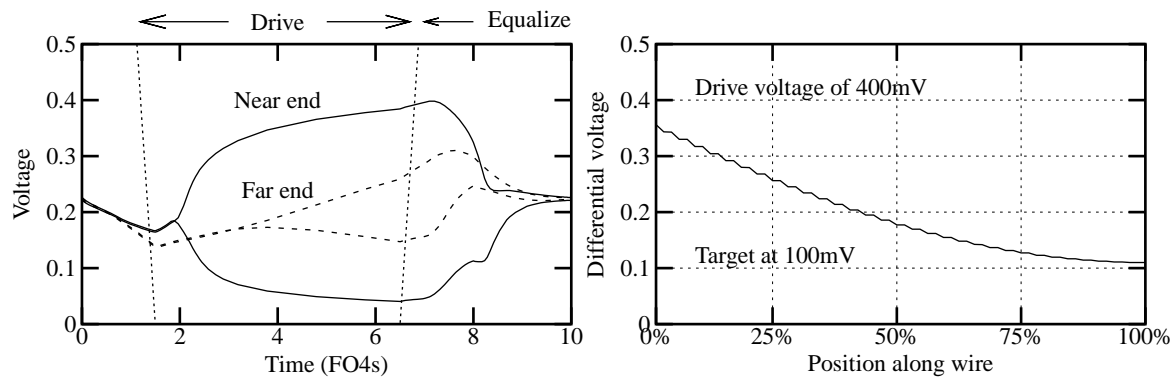 Drive
Equalize
0.5
0.4
0.3
0.2
0.1
0
Voltage
Near end
Far end
0 2 4 6 8 10
Time (FO4s)
0.5
0.4
0.3
0.2
0.1
0
Differential voltage
Drive voltage of 400mV
Target at 100mV
0% 25% 50% 75% 100%
Position along wire